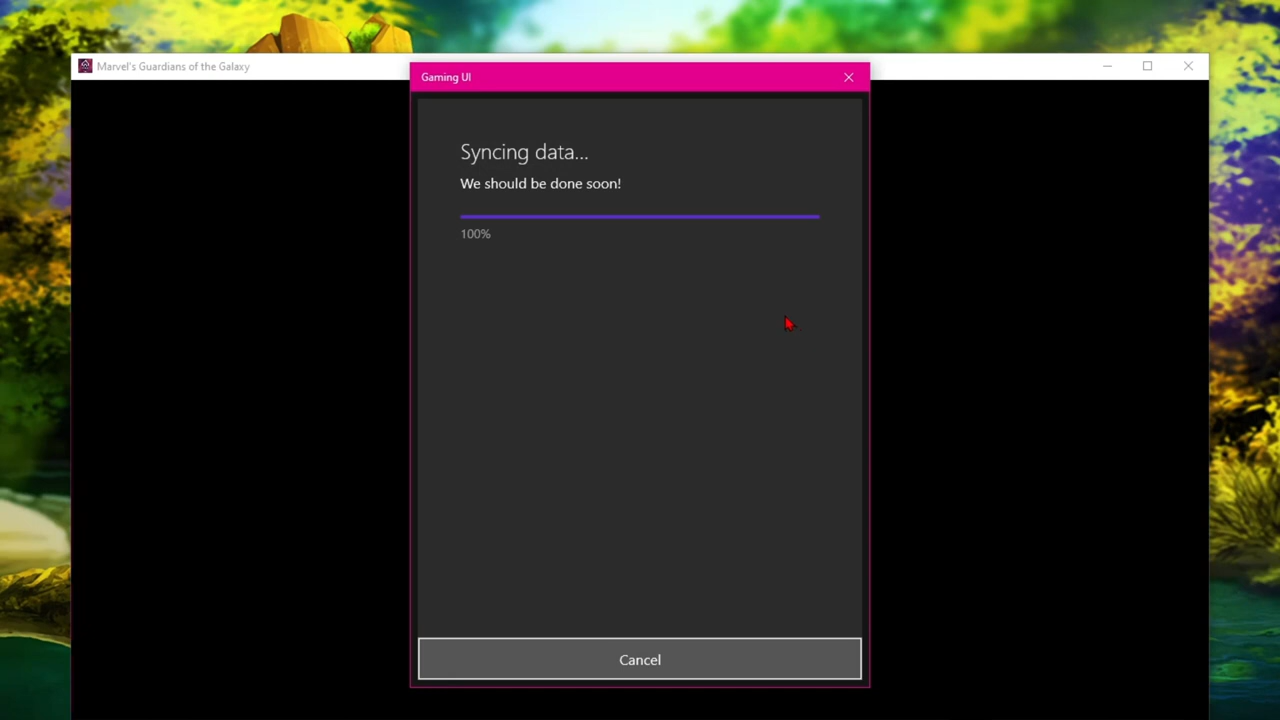 Marvel's Guardians of the Galaxy
Gaming UI
Syncing data...
We should be done soon!
100%
Cancel